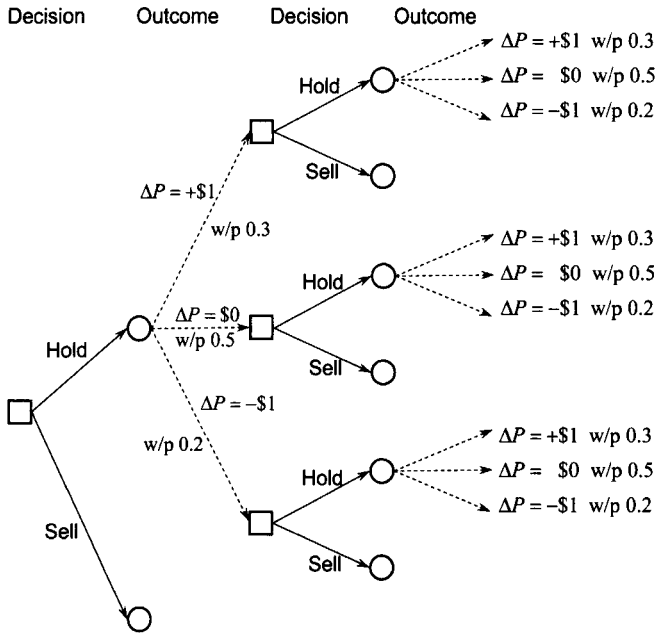 Decision Outcome Decision Outcome
ΔP = +$1 w/p 0.3
Hold
ΔP = $0 w/p 0.5
ΔP = −$1 w/p 0.2
Sell
ΔP = +$1
w/p 0.3
ΔP = +$1 w/p 0.3
Hold
ΔP = $0 w/p 0.5
ΔP = −$1 w/p 0.2
ΔP = $0
w/p 0.5
Hold
Sell
ΔP = −$1
w/p 0.2
ΔP = +$1 w/p 0.3
Hold
ΔP = $0 w/p 0.5
ΔP = −$1 w/p 0.2
Sell
Sell